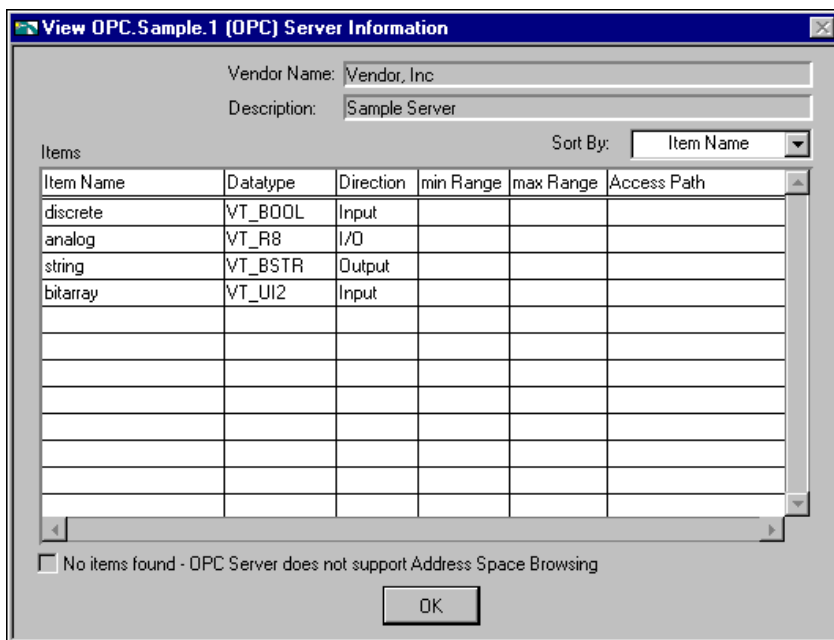 View OPC.Sample.1 (OPC) Server Information
Vendor Name: Vendor, Inc
Description: Sample Server
Sort By: Item Name
Items
Item Name Datatype Direction min Range max Range Access Path
discrete VT_BOOL Input
analog VT_R8 I/O
string VT_BSTR Output
bitarray VT_UI2 Input
No items found - OPC Server does not support Address Space Browsing
OK